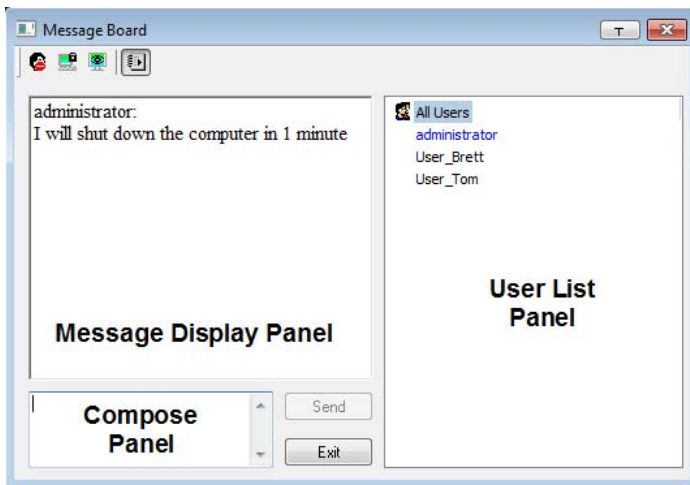 Message Board
T
administrator:
I will shut down the computer in 1 minute
All Users
administrator
User_Brett
User_Tom
User List
Panel
Message Display Panel
Compose
Panel
Send
Exit